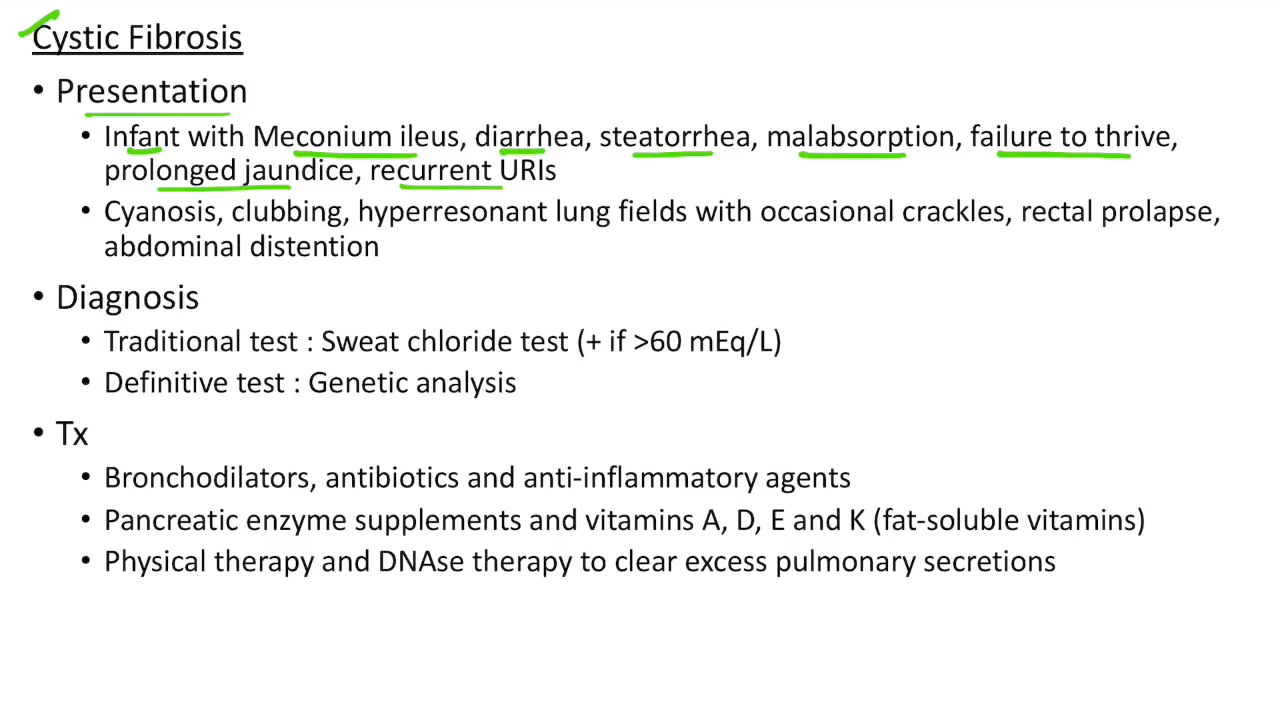 Cystic Fibrosis
• Presentation
• Infant with Meconium ileus, diarrhea, steatorrhea, malabsorption, failure to thrive,
prolonged jaundice, recurrent URIs
• Cyanosis, clubbing, hyperresonant lung fields with occasional crackles, rectal prolapse,
abdominal distention
• Diagnosis
• Traditional test : Sweat chloride test (+ if >60 mEq/L)
• Definitive test : Genetic analysis
• Tx
• Bronchodilators, antibiotics and anti-inflammatory agents
• Pancreatic enzyme supplements and vitamins A, D, E and K (fat-soluble vitamins)
• Physical therapy and DNAse therapy to clear excess pulmonary secretions